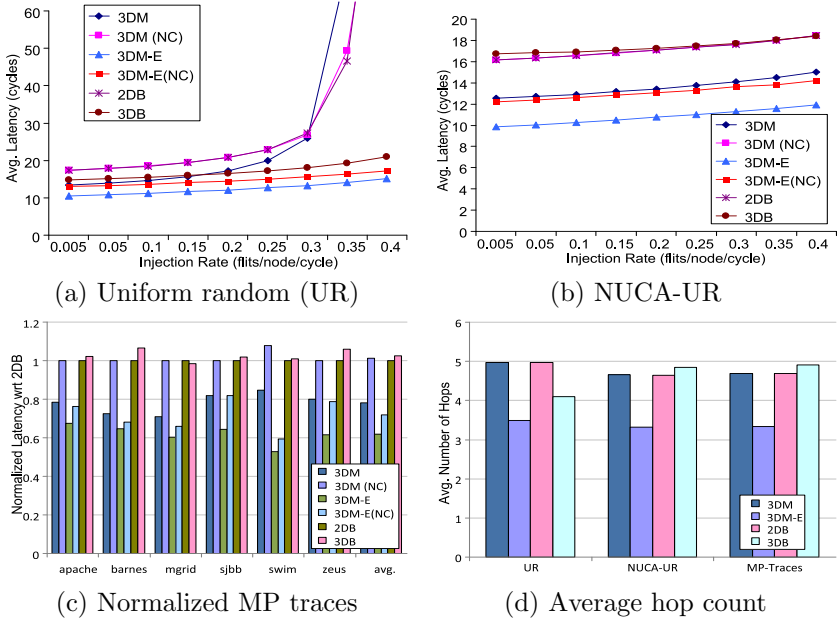 60
50
40
30
20
10
0
Avg. Latency (cycles)
3DM
3DM (NC)
3DM-E
3DM-E(NC)
2DB
3DB
0.005 0.05 0.1 0.15 0.2 0.25 0.3 0.35 0.4
Injection Rate (flits/node/cycle)
(a) Uniform random (UR)
20
18
16
14
12
10
8
6
4
2
0
Avg. Latency (cycles)
3DM
3DM (NC)
3DM-E
3DM-E(NC)
2DB
3DB
0.005 0.05 0.1 0.15 0.2 0.25 0.3 0.35 0.4
Injection Rate (flits/node/cycle)
(b) NUCA-UR
1.2
1
0.8
0.6
0.4
0.2
0
Normalized Latency wrt 2DB
3DM
3DM (NC)
3DM-E
3DM-E(NC)
2DB
3DB
apache barnes mgrid sjbb swim zeus avg.
(c) Normalized MP traces
6
5
4
3
2
1
0
Avg. Number of Hops
3DM
3DM-E
2DB
3DB
UR NUCA-UR MP-Traces
(d) Average hop count